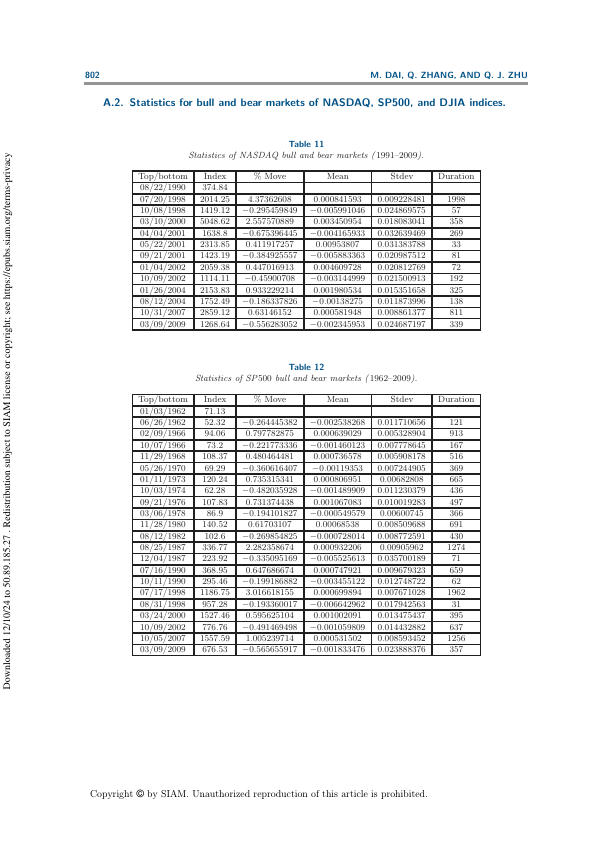 802
M. DAI, Q. ZHANG, AND Q. J. ZHU
A.2. Statistics for bull and bear markets of NASDAQ, SP500, and DJIA indices.
Table 11
Statistics of NASDAQ bull and bear markets (1991–2009).
Top/bottom Index % Move Mean Stdev Duration
08/22/1990 374.84
07/20/1998 2014.25 4.37362608 0.000841593 0.009228481 1998
10/08/1998 1419.12 −0.295459849 −0.005991046 0.024869575 57
03/10/2000 5048.62 2.557570889 0.003450954 0.018083041 358
04/04/2001 1638.8 −0.675396445 −0.004165933 0.032639469 269
05/22/2001 2313.85 0.411917257 0.00953807 0.031383788 33
09/21/2001 1423.19 −0.384925557 −0.005883363 0.020987512 81
01/04/2002 2059.38 0.447016913 0.004609728 0.020812769 72
10/09/2002 1114.11 −0.45900708 −0.003144999 0.021500913 192
01/26/2004 2153.83 0.933229214 0.001980534 0.015351658 325
08/12/2004 1752.49 −0.186337826 −0.00138275 0.011873996 138
10/31/2007 2859.12 0.63146152 0.000581948 0.008861377 811
03/09/2009 1268.64 −0.556283052 −0.002345953 0.024687197 339
Table 12
Statistics of SP500 bull and bear markets (1962–2009).
Top/bottom Index % Move Mean Stdev Duration
01/03/1962 71.13
06/26/1962 52.32 −0.264445382 −0.002538268 0.011710656 121
02/09/1966 94.06 0.797782875 0.000639029 0.005328904 913
10/07/1966 73.2 −0.221773336 −0.001460123 0.007778645 167
11/29/1968 108.37 0.480464481 0.000736578 0.005908178 516
05/26/1970 69.29 −0.360616407 −0.00119353 0.007244905 369
01/11/1973 120.24 0.735315341 0.000806951 0.00682808 665
10/03/1974 62.28 −0.482035928 −0.001489909 0.011230379 436
09/21/1976 107.83 0.731374438 0.001067083 0.010019283 497
03/06/1978 86.9 −0.194101827 −0.000549579 0.00600745 366
11/28/1980 140.52 0.61703107 0.00068538 0.008509688 691
08/12/1982 102.6 −0.269854825 −0.000728014 0.008772591 430
08/25/1987 336.77 2.282358674 0.000932206 0.00905962 1274
12/04/1987 223.92 −0.335095169 −0.005525613 0.035700189 71
07/16/1990 368.95 0.647686674 0.000747921 0.009679323 659
10/11/1990 295.46 −0.199186882 −0.003455122 0.012748722 62
07/17/1998 1186.75 3.016618155 0.000699894 0.007671028 1962
08/31/1998 957.28 −0.193360017 −0.006642962 0.017942563 31
03/24/2000 1527.46 0.595625104 0.001002091 0.013475437 395
10/09/2002 776.76 −0.491469498 −0.001059809 0.014432882 637
10/05/2007 1557.59 1.005239714 0.000531502 0.008593452 1256
03/09/2009 676.53 −0.565655917 −0.001833476 0.023888376 357
Downloaded 12/10/24 to 50.89.185.27 . Redistribution subject to SIAM license or copyright; see https://epubs.siam.org/terms-privacy
Copyright © by SIAM. Unauthorized reproduction of this article is prohibited.